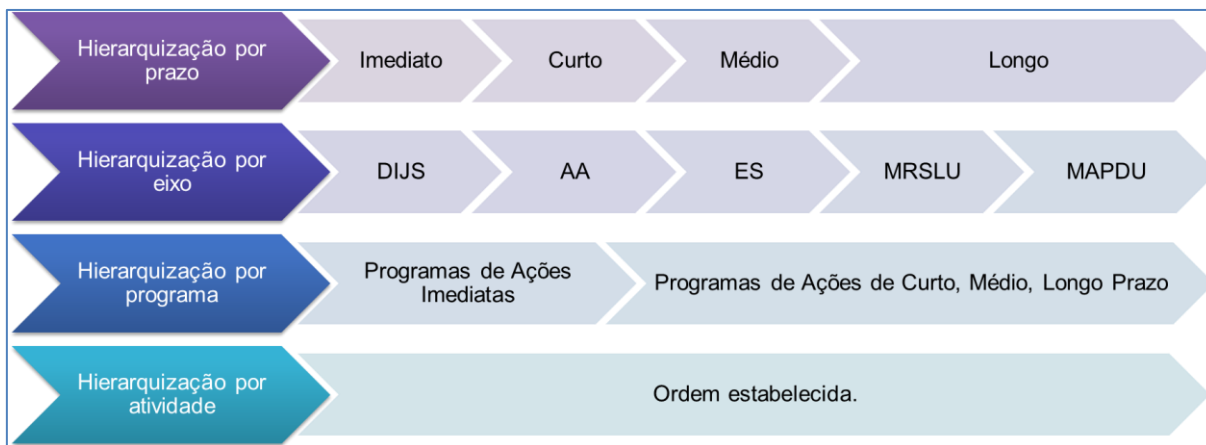 Hierarquização por
prazo
Imediato
Curto
Médio
Longo
Hierarquização por
eixo
DIJS
AA
ES
MRSLU
MAPDU
Hierarquização por
programa
Programas de Ações
Imediatas
Programas de Ações de Curto, Médio, Longo Prazo
Hierarquização por
atividade
Ordem estabelecida.